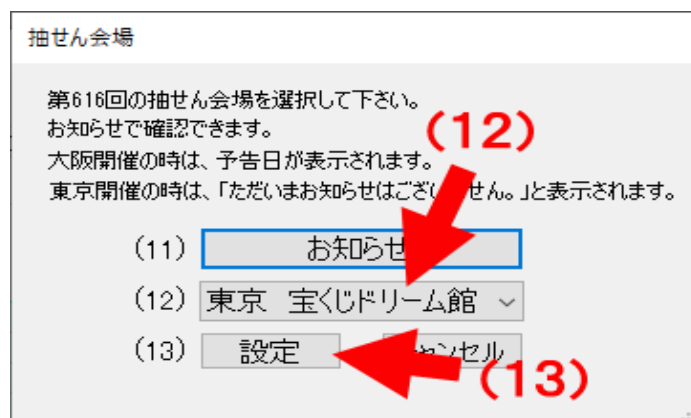 抽せん会場
第616回の抽せん会場を選択して下さい。
お知らせで確認できます。
(12)
大阪開催の時は、予告日が表示されます。
東京開催の時は、「ただいまお知らせはござい せん。」と表示されます。
(11) お知らせ
(12) 東京 宝くじドリーム館
(13) 設定 キャンセル
(13)